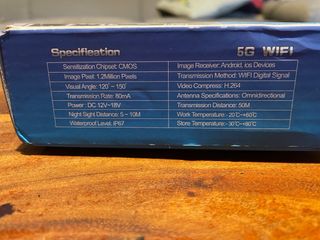 Specification 5G WIFI
Sensitization Chipset: CMOS Image Receiver: Android, ios Devices
Image Pixel: 1.2Million Pixels Transmission Method: WIFI Digital Signal
Visual Angle: 120˚~ 150˚ Video Compress: H.264
Transmission Rate: 80mA Antenna Specifications: Omnidirectional
Power : DC 12V~18V Transmission Distance: 50M
Night Sight Distance: 5 ~ 10M Work Temperature: -20℃~+60℃
Waterproof Level: IP67 Store Temperature: -30℃~+80℃